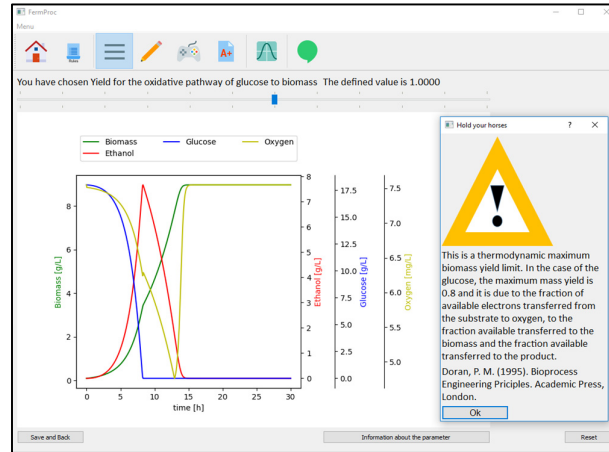 FermProc
Menu
Rules
A+
You have chosen Yield for the oxidative pathway of glucose to biomass The defined value is 1.0000
Biomass
Ethanol
Glucose
Oxygen
Biomass [g/L]
0
2
4
6
8
0
5
10
15
20
25
30
time [h]
Ethanol [g/L]
0
1
2
3
4
5
6
7
8
Glucose [g/L]
0.0
2.5
5.0
7.5
10.0
12.5
15.0
17.5
Oxygen [mg/L]
5.0
5.5
6.0
6.5
7.0
7.5
Hold your horses
?
This is a thermodynamic maximum
biomass yield limit. In the case of the
glucose, the maximum mass yield is
0.8 and it is due to the fraction of
available electrons transferred from
the substrate to oxygen, to the
fraction available transferred to the
biomass and the fraction available
transferred to the product.
Doran, P. M. (1995). Bioprocess
Engineering Priciples. Academic Press,
London.
Ok
Save and Back
Information about the parameter
Reset